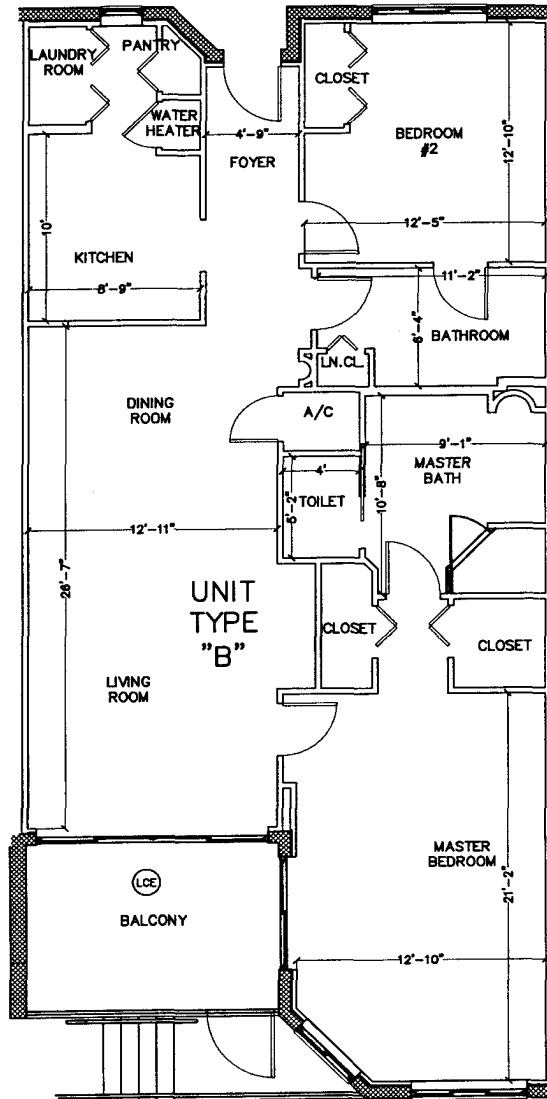 LAUNDRY
ROOM
PANTRY
CLOSET
WATER
HEATER
4'-9"
FOYER
BEDROOM
#2
12'-10"
10'
12'-5"
KITCHEN
8'-9"
11'-2"
6'-4"
BATHROOM
LN.CL.
DINING
ROOM
A/C
9'-1"
MASTER
BATH
4'
TOILET
5'-2"
10'-8"
12'-11"
26'-7"
UNIT
TYPE
"B"
CLOSET
CLOSET
LIVING
ROOM
MASTER
BEDROOM
21'-2"
LCE
BALCONY
12'-10"